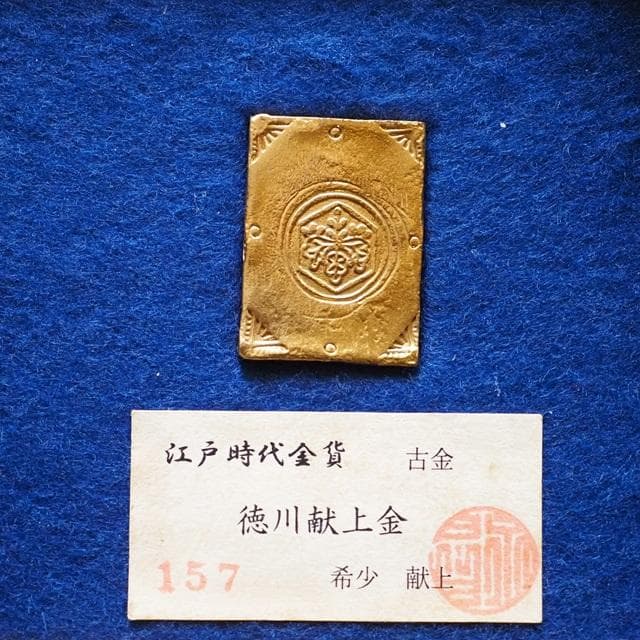 江戸時代金貨 古金
徳川献上金
157 希少 献上